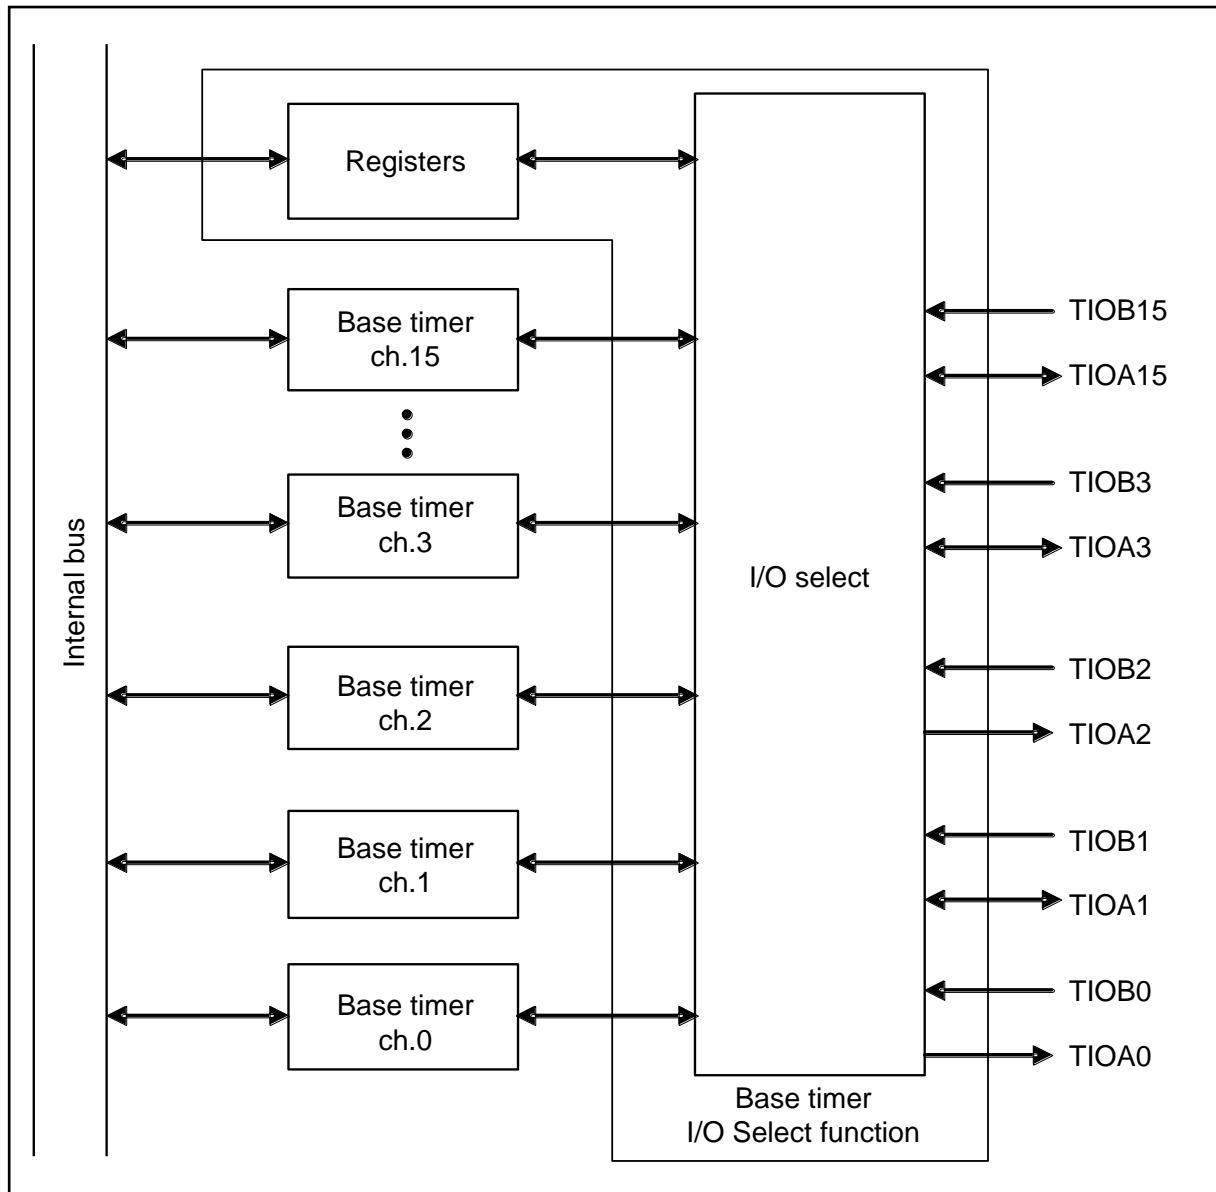 Registers
Base timer
ch.15
Base timer
ch.3
Base timer
ch.2
Base timer
ch.1
Base timer
ch.0
Internal bus
I/O select
TIOB15
TIOA15
TIOB3
TIOA3
TIOB2
TIOA2
TIOB1
TIOA1
TIOB0
TIOA0
Base timer
I/O Select function